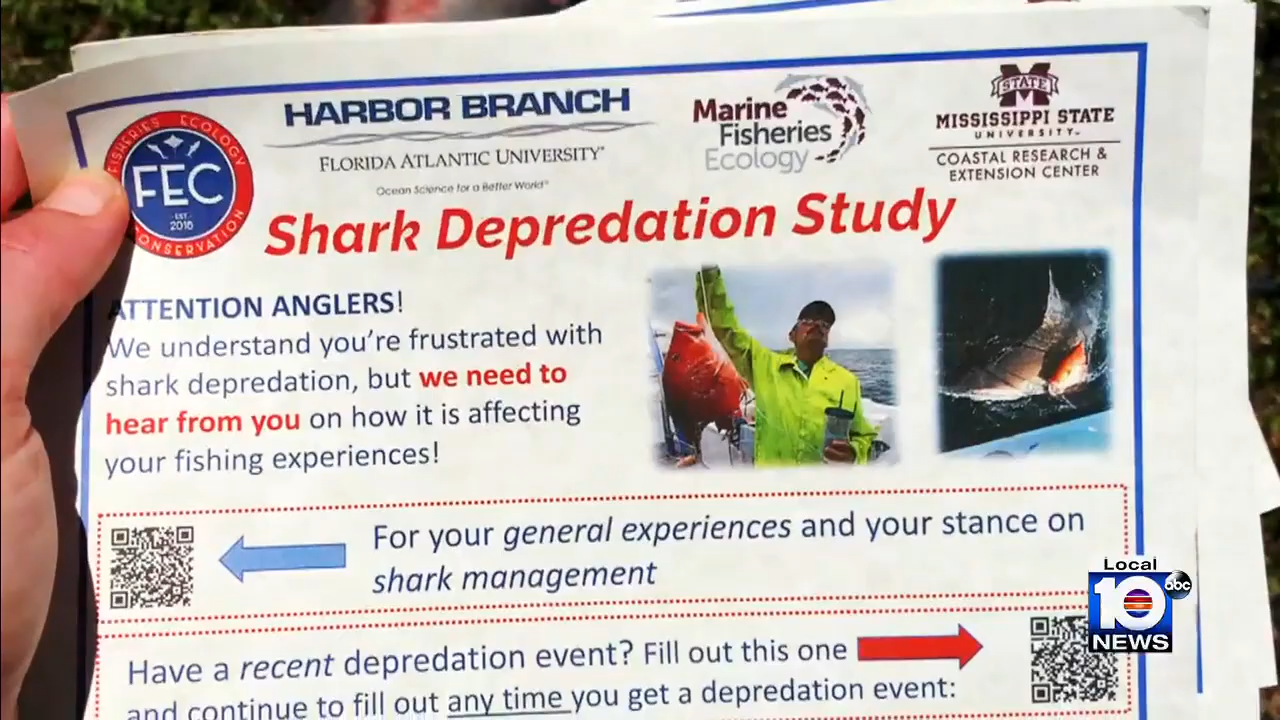 HARBOR BRANCH
FLORIDA ATLANTIC UNIVERSITY®
Ocean Science for a Better World®
FISHERIES ECOLOGY
FEC
EST.
2016
CONSERVATION
Marine
Fisheries
Ecology
STATE
MISSISSIPPI STATE
UNIVERSITY™
COASTAL RESEARCH &
EXTENSION CENTER
Shark Depredation Study
ATTENTION ANGLERS!
We understand you're frustrated with
shark depredation, but we need to
hear from you on how it is affecting
your fishing experiences!
For your general experiences and your stance on
shark management
Have a recent depredation event? Fill out this one
and continue to fill out any time you get a depredation event:
Local
10 abc
NEWS